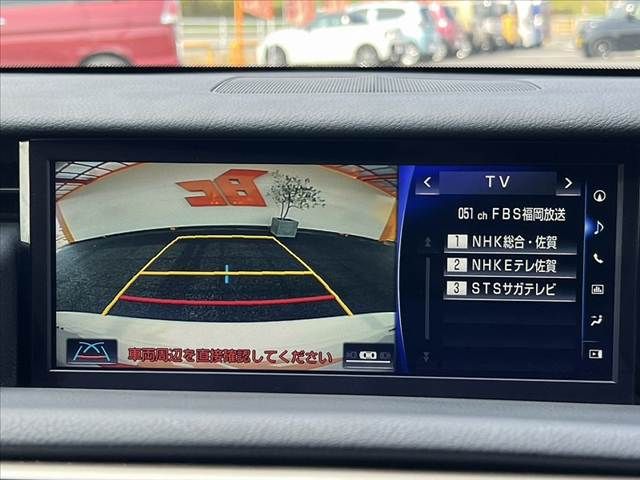 TV
051 ch FBS福岡放送
1 NHK総合・佐賀
2 NHKEテレ佐賀
3 STSサガテレビ
車両周辺を直接確認してください